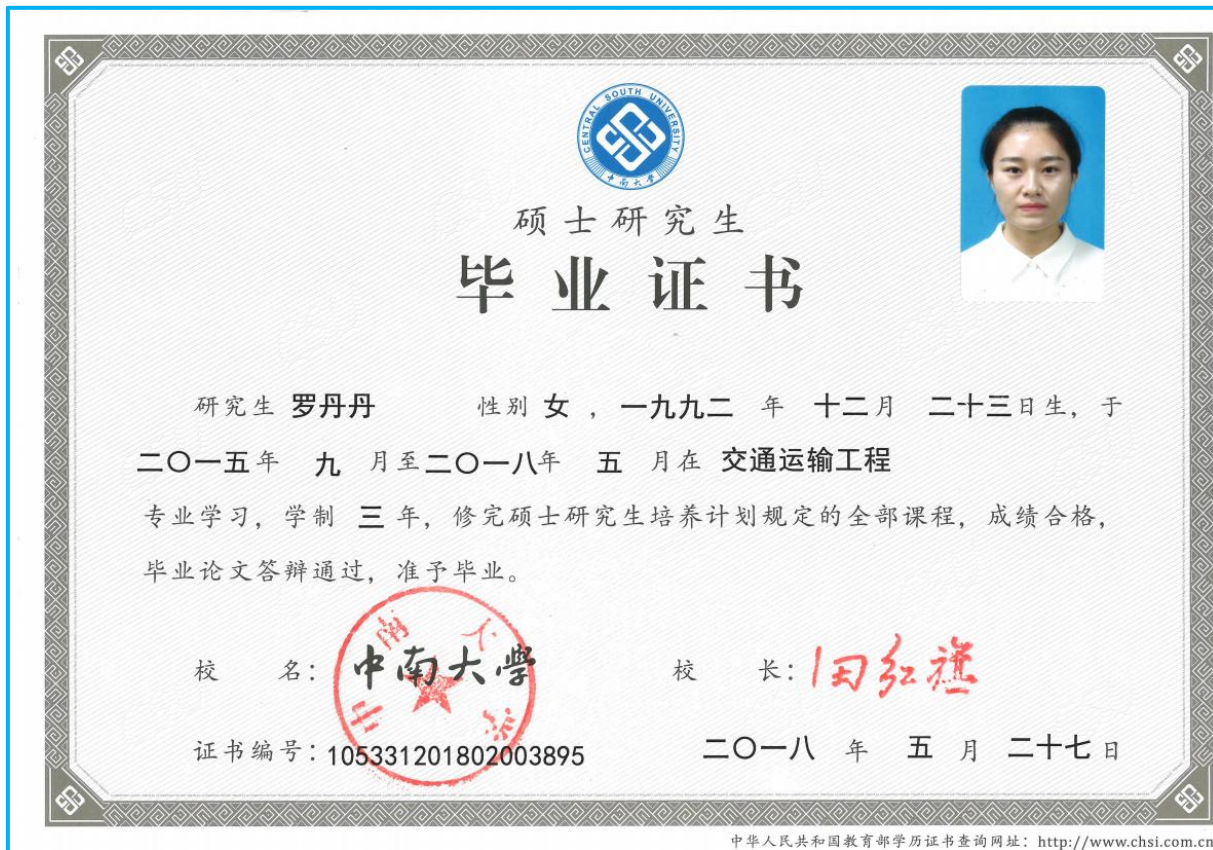 CENTRAL SOUTH UNIVERSITY
中南大学
硕士研究生
毕业证书
研究生 罗丹丹 性别 女 , 一九九二 年 十二月 二十三日生, 于
二〇一五年 九 月至二〇一八年 五 月在 交通运输工程
专业学习, 学制 三 年, 修完硕士研究生培养计划规定的全部课程, 成绩合格,
毕业论文答辩通过, 准予毕业。
校 名: 中南大学 校 长: 田红旗
中南大学
证书编号: 105331201802003895 二〇一八 年 五 月 二十七 日
中华人民共和国教育部学历证书查询网址: http://www.chsi.com.cn